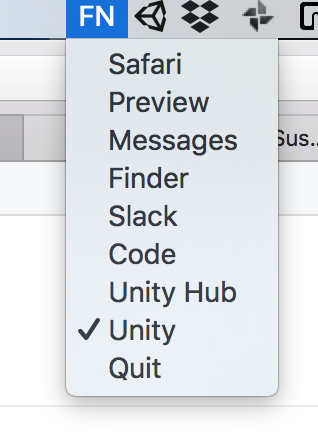 FN
Safari
Preview
Messages
Sus...
Finder
Slack
Code
Unity Hub
Unity
Quit